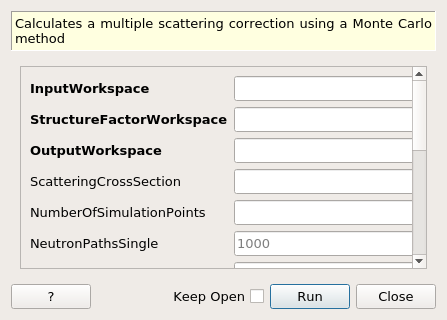 Calculates a multiple scattering correction using a Monte Carlo
method
InputWorkspace
StructureFactorWorkspace
OutputWorkspace
ScatteringCrossSection
NumberOfSimulationPoints
NeutronPathsSingle 1000
? Keep Open Run Close